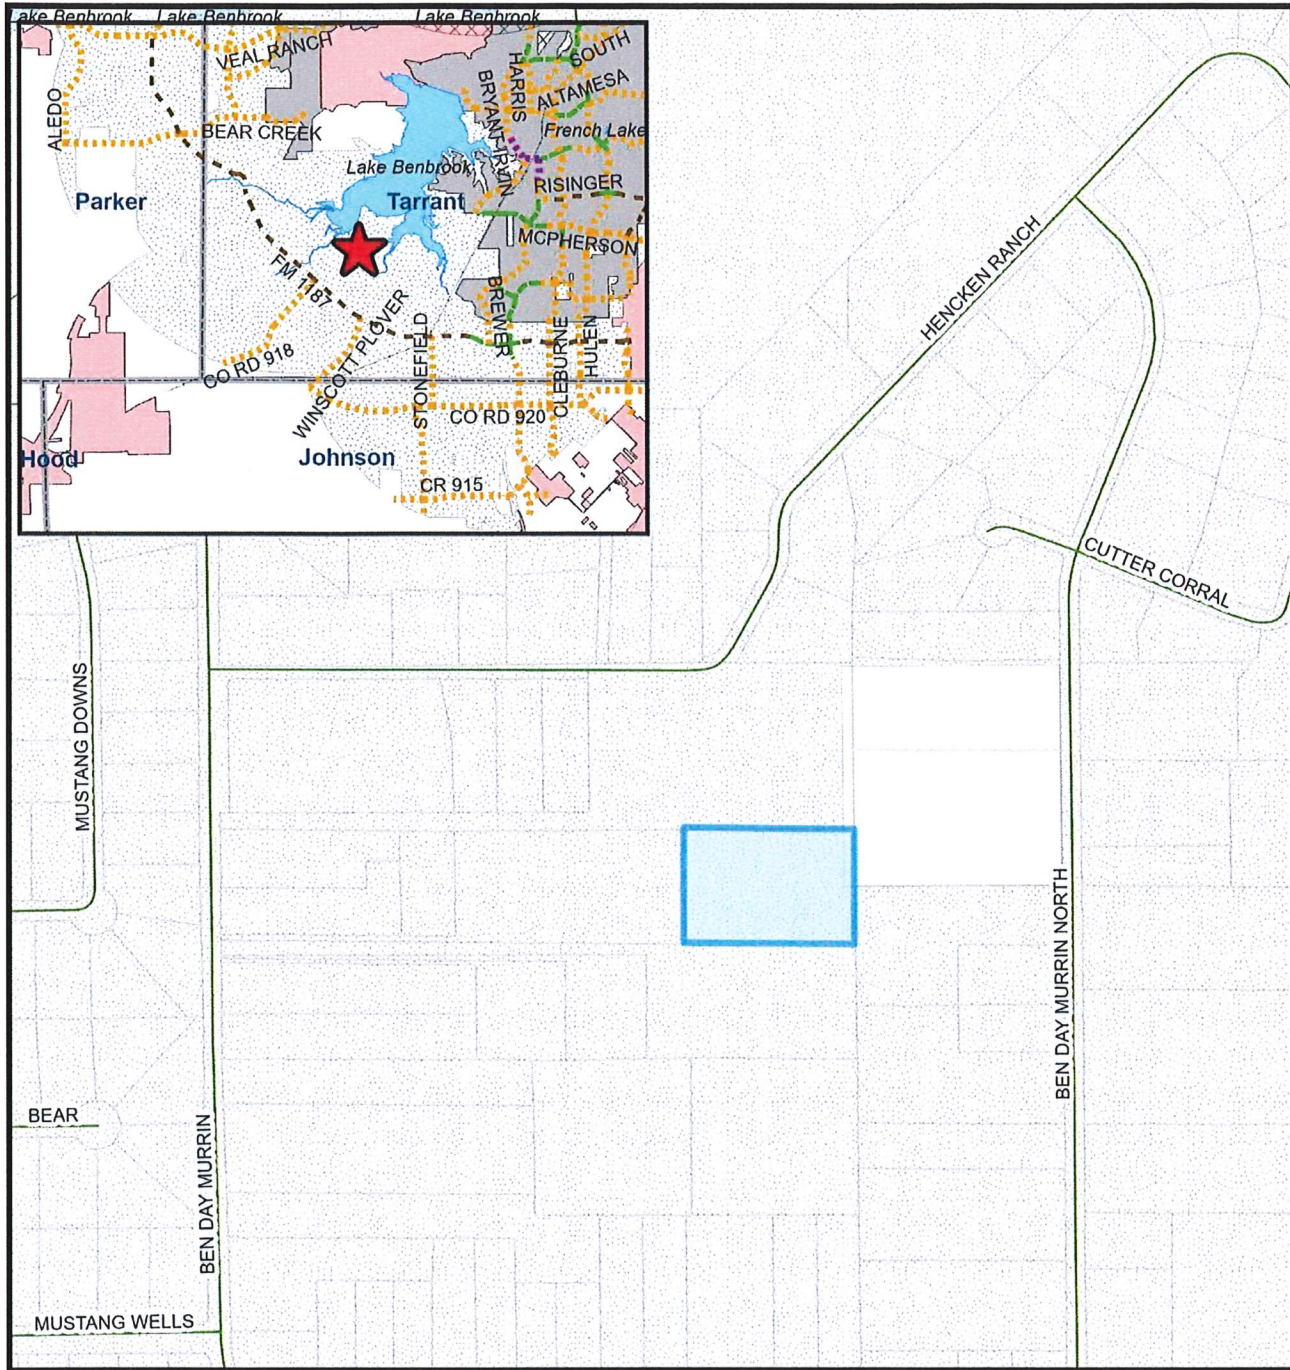 Lake Benbrook Lake Benbrook Lake Benbrook
VEAL RANCH
SOUTH
HARRIS
ALTAMESA
BRYANT-IRVIN
ALEDO
BEAR CREEK
French Lake
Lake Benbrook
RISINGER
Parker
Tarrant
MCPHERSON
FM 1187
BREWER
WINSCOTT PLOVER
STONEFIELD
CLEBURNE
HULEN
CO RD 918
CO RD 920
Hood
Johnson
CR 915
HENCKEN RANCH
CUTTER CORRAL
MUSTANG DOWNS
BEN DAY MURRIN NORTH
BEAR
BEN DAY MURRIN
MUSTANG WELLS